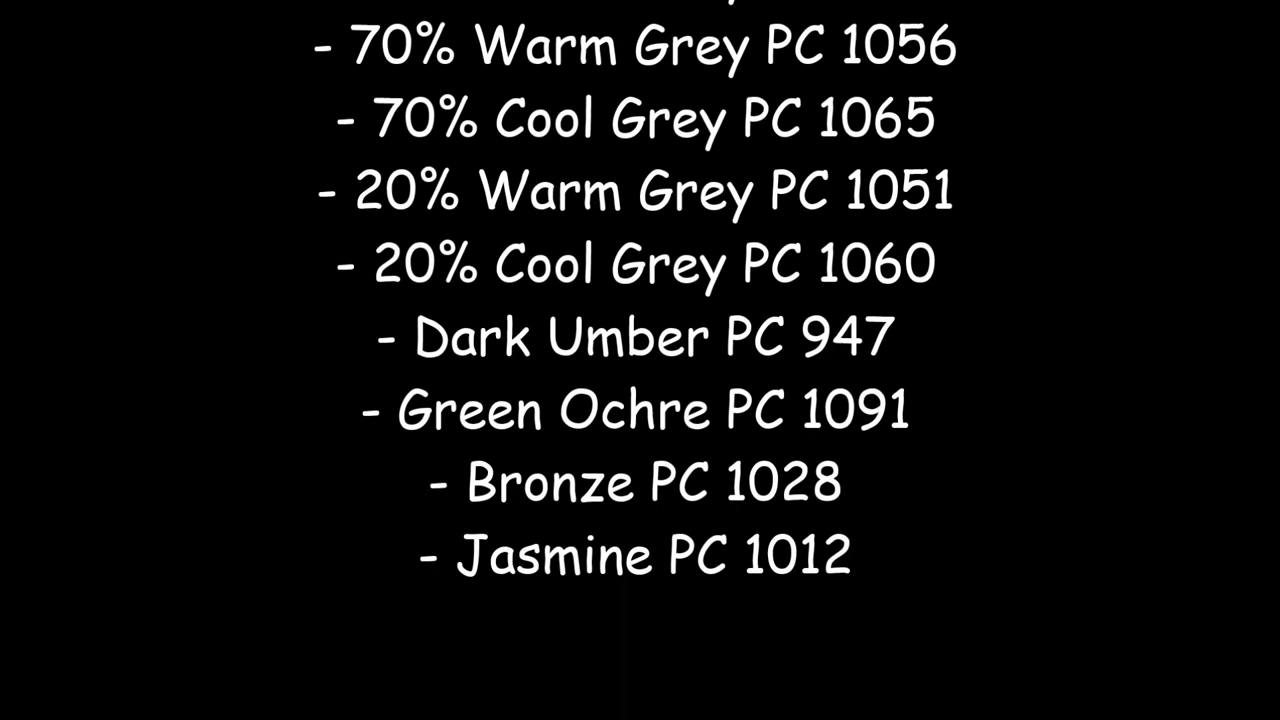 - 70% Warm Grey PC 1056
- 70% Cool Grey PC 1065
- 20% Warm Grey PC 1051
- 20% Cool Grey PC 1060
- Dark Umber PC 947
- Green Ochre PC 1091
- Bronze PC 1028
- Jasmine PC 1012